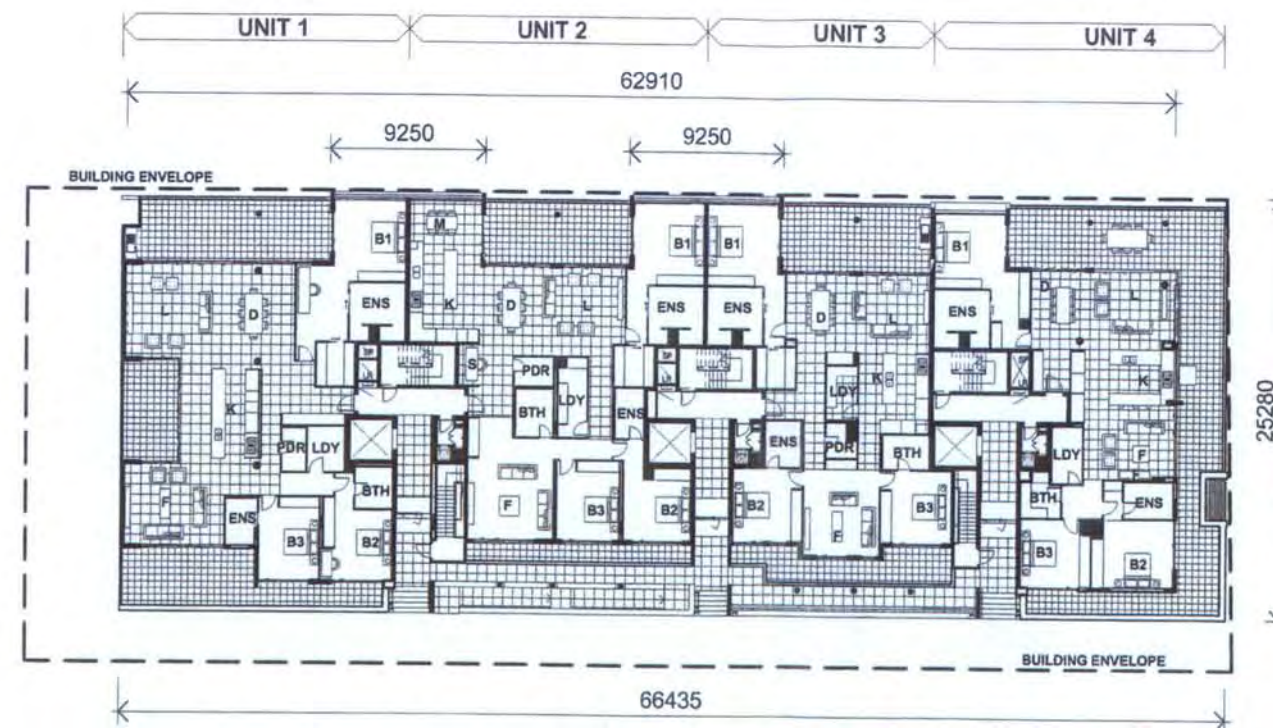 UNIT 1 UNIT 2 UNIT 3 UNIT 4
62910
9250 9250
BUILDING ENVELOPE
M
B1 B1 B1 B1
L D ENS K D L ENS ENS D L ENS D L
S
K PDR LDY K K
LDY
BTH ENS
PDR LDY ENS PDR BTH LDY F
F BTH
ENS B3 B2 F B3 B2 B2 F B3 BTH ENS
B3 B2
25280
BUILDING ENVELOPE
66435